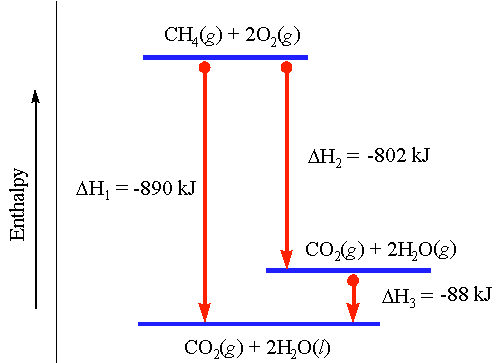 CH₄(g) + 2O₂(g)
ΔH₂ = -802 kJ
ΔH₁ = -890 kJ
Enthalpy
CO₂(g) + 2H₂O(g)
ΔH₃ = -88 kJ
CO₂(g) + 2H₂O(l)